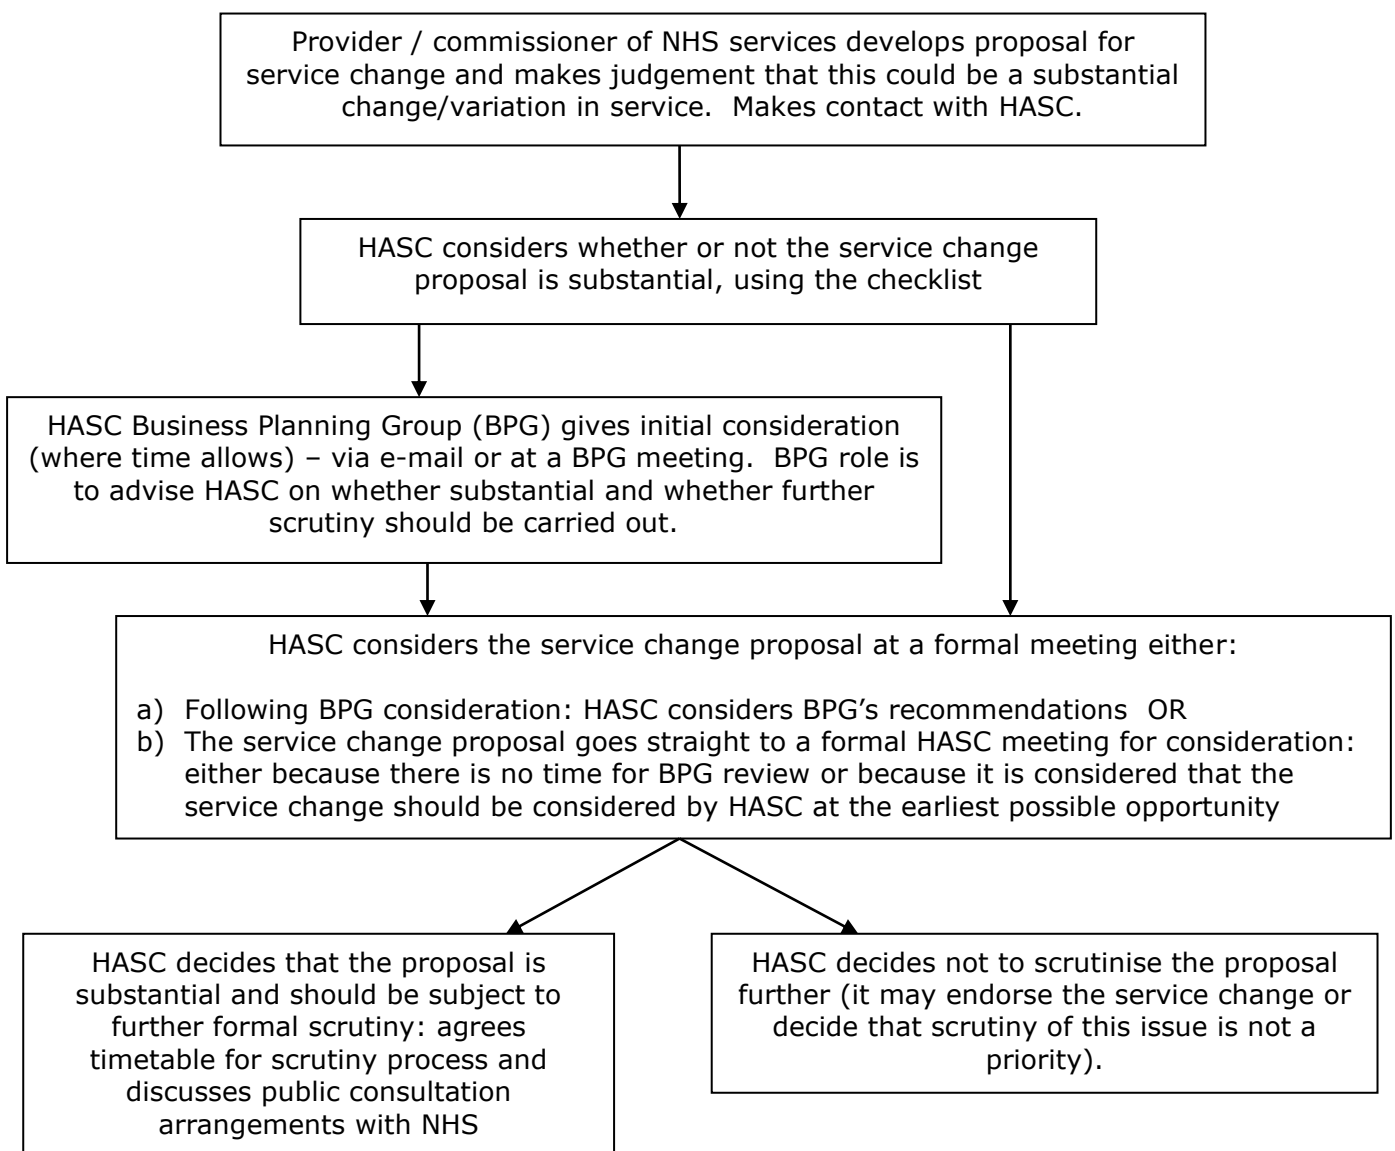 Provider / commissioner of NHS services develops proposal for
service change and makes judgement that this could be a substantial
change/variation in service.  Makes contact with HASC.
HASC considers whether or not the service change
proposal is substantial, using the checklist
HASC Business Planning Group (BPG) gives initial consideration
(where time allows) – via e-mail or at a BPG meeting.  BPG role is
to advise HASC on whether substantial and whether further
scrutiny should be carried out.
HASC considers the service change proposal at a formal meeting either:
a) Following BPG consideration: HASC considers BPG’s recommendations  OR
b) The service change proposal goes straight to a formal HASC meeting for consideration:
either because there is no time for BPG review or because it is considered that the
service change should be considered by HASC at the earliest possible opportunity
HASC decides that the proposal is
substantial and should be subject to
further formal scrutiny: agrees
timetable for scrutiny process and
discusses public consultation
arrangements with NHS
HASC decides not to scrutinise the proposal
further (it may endorse the service change or
decide that scrutiny of this issue is not a
priority).